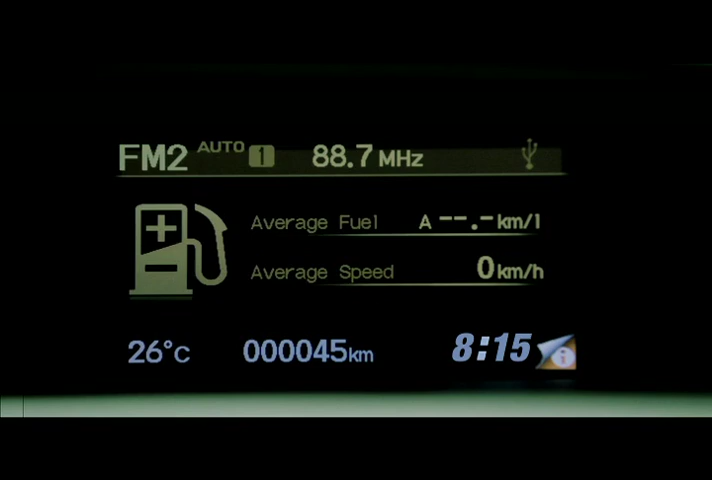 FM2 AUTO 1 88.7 MHz
Average Fuel A --.- km/l
Average Speed 0 km/h
26°C 000045km 8:15 i